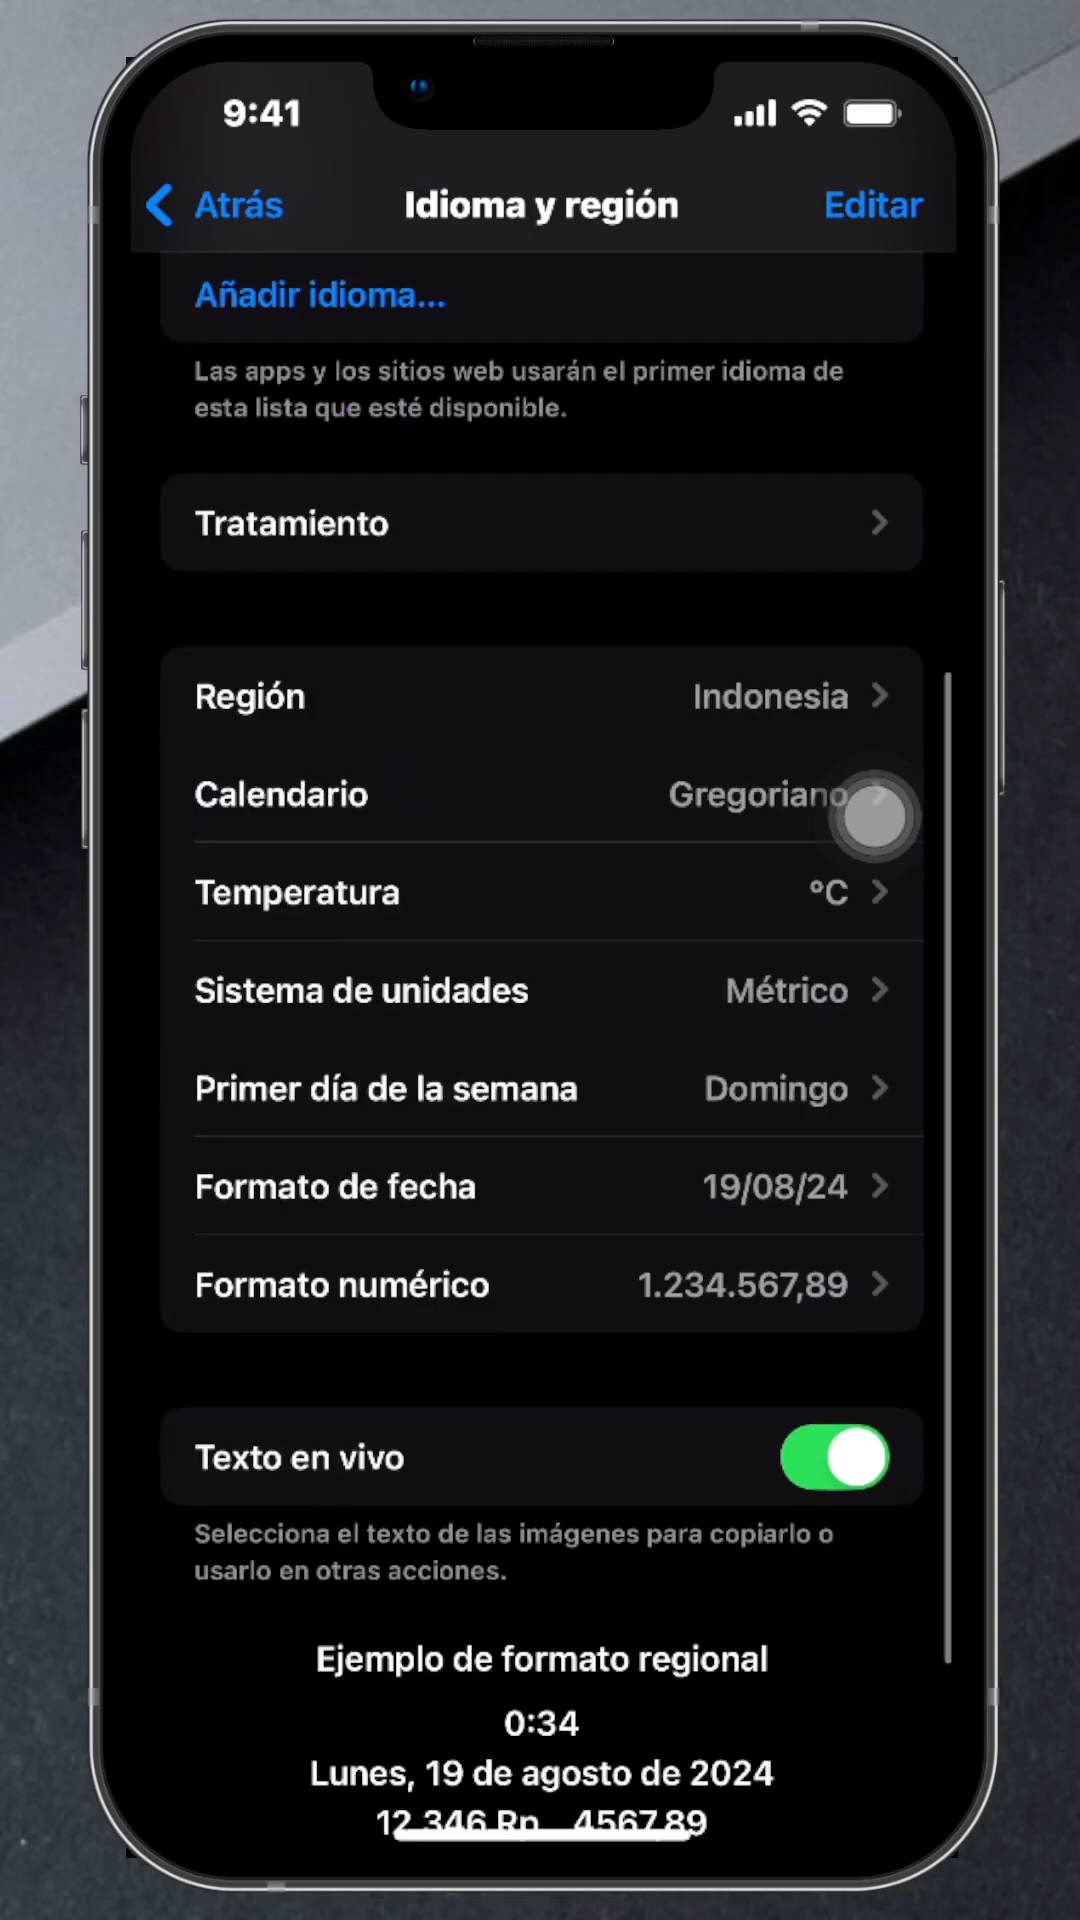 9:41
Atrás
Idioma y región
Editar
Añadir idioma...
Las apps y los sitios web usarán el primer idioma de
esta lista que esté disponible.
Tratamiento
Región Indonesia
Calendario Gregoriano
Temperatura °C
Sistema de unidades Métrico
Primer día de la semana Domingo
Formato de fecha 19/08/24
Formato numérico 1.234.567,89
Texto en vivo
Selecciona el texto de las imágenes para copiarlo o
usarlo en otras acciones.
Ejemplo de formato regional
0:34
Lunes, 19 de agosto de 2024
12.346 Rp 4567,89